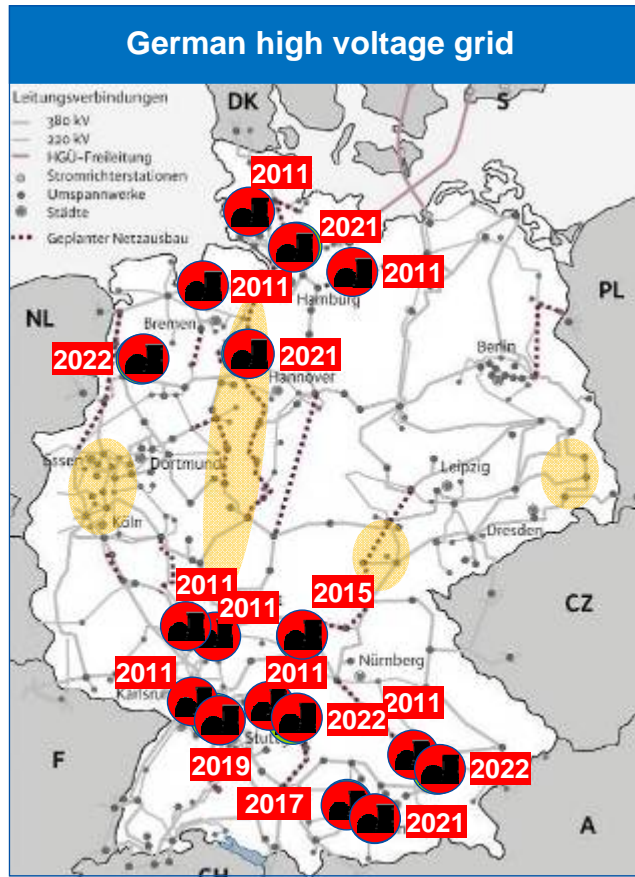 German high voltage grid
Leitungsverbindungen
380 kV
220 kV
HGÜ-Freileitung
Stromrichterstationen
Umspannwerke
Städte
Geplanter Netzausbau
DK
S
2011
2021
2011
2011
Hamburg
PL
NL
Bremen
2022
2021
Berlin
Hannover
Essen
Dortmund
Leipzig
Köln
Dresden
2011
2011
2015
CZ
Nürnberg
2011
2011
2011
2022
F
2019
2022
2017
2021
A
CH